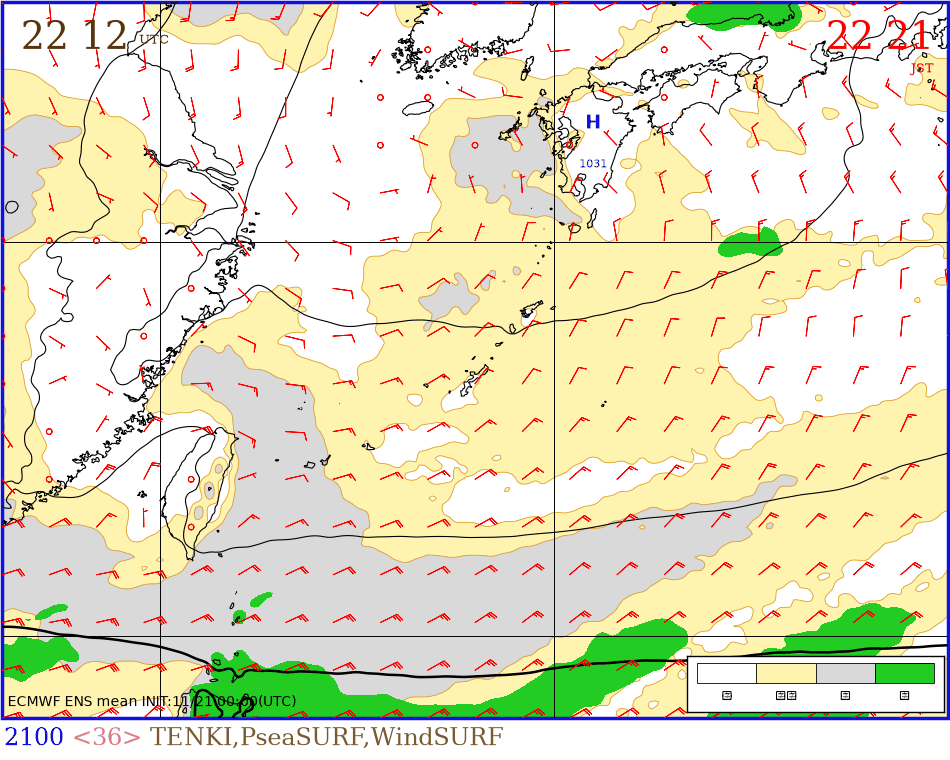 22 12 UTC
22 21 JST
H
1031
ECMWF ENS mean INIT:11/21 00:00(UTC)
2100 <36> TENKI,PseaSURF,WindSURF